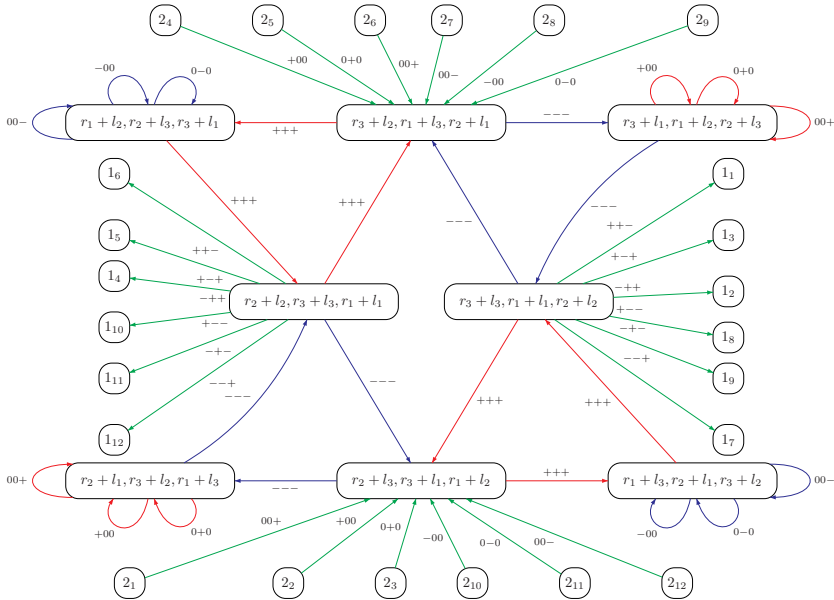 2₄ 2₅ 2₆ 2₇ 2₈ 2₉
+00 0+0 00+ 00− −00 0−0
−00 0−0
+00 0+0
00− r₁ + l₂, r₂ + l₃, r₃ + l₁
+++
r₃ + l₂, r₁ + l₃, r₂ + l₁
−−−
r₃ + l₁, r₁ + l₂, r₂ + l₃ 00+
1₆ +++ +++ −−− −−− 1₁
1₅ ++− ++− 1₃
1₄ +−+ +−+ 1₂
−++ −++
r₂ + l₂, r₃ + l₃, r₁ + l₁
r₃ + l₃, r₁ + l₁, r₂ + l₂
1₁₀ +−− +−− 1₈
1₁₁ −+− −+− 1₉
−−+ −−+
−−− −−− +++ +++
1₁₂ 1₇
00+ r₂ + l₁, r₃ + l₂, r₁ + l₃
−−−
r₂ + l₃, r₃ + l₁, r₁ + l₂
+++
r₁ + l₃, r₂ + l₁, r₃ + l₂ 00−
+00 0+0
−00 0−0
00+ +00 0+0 −00 0−0 00−
2₁ 2₂ 2₃ 2₁₀ 2₁₁ 2₁₂